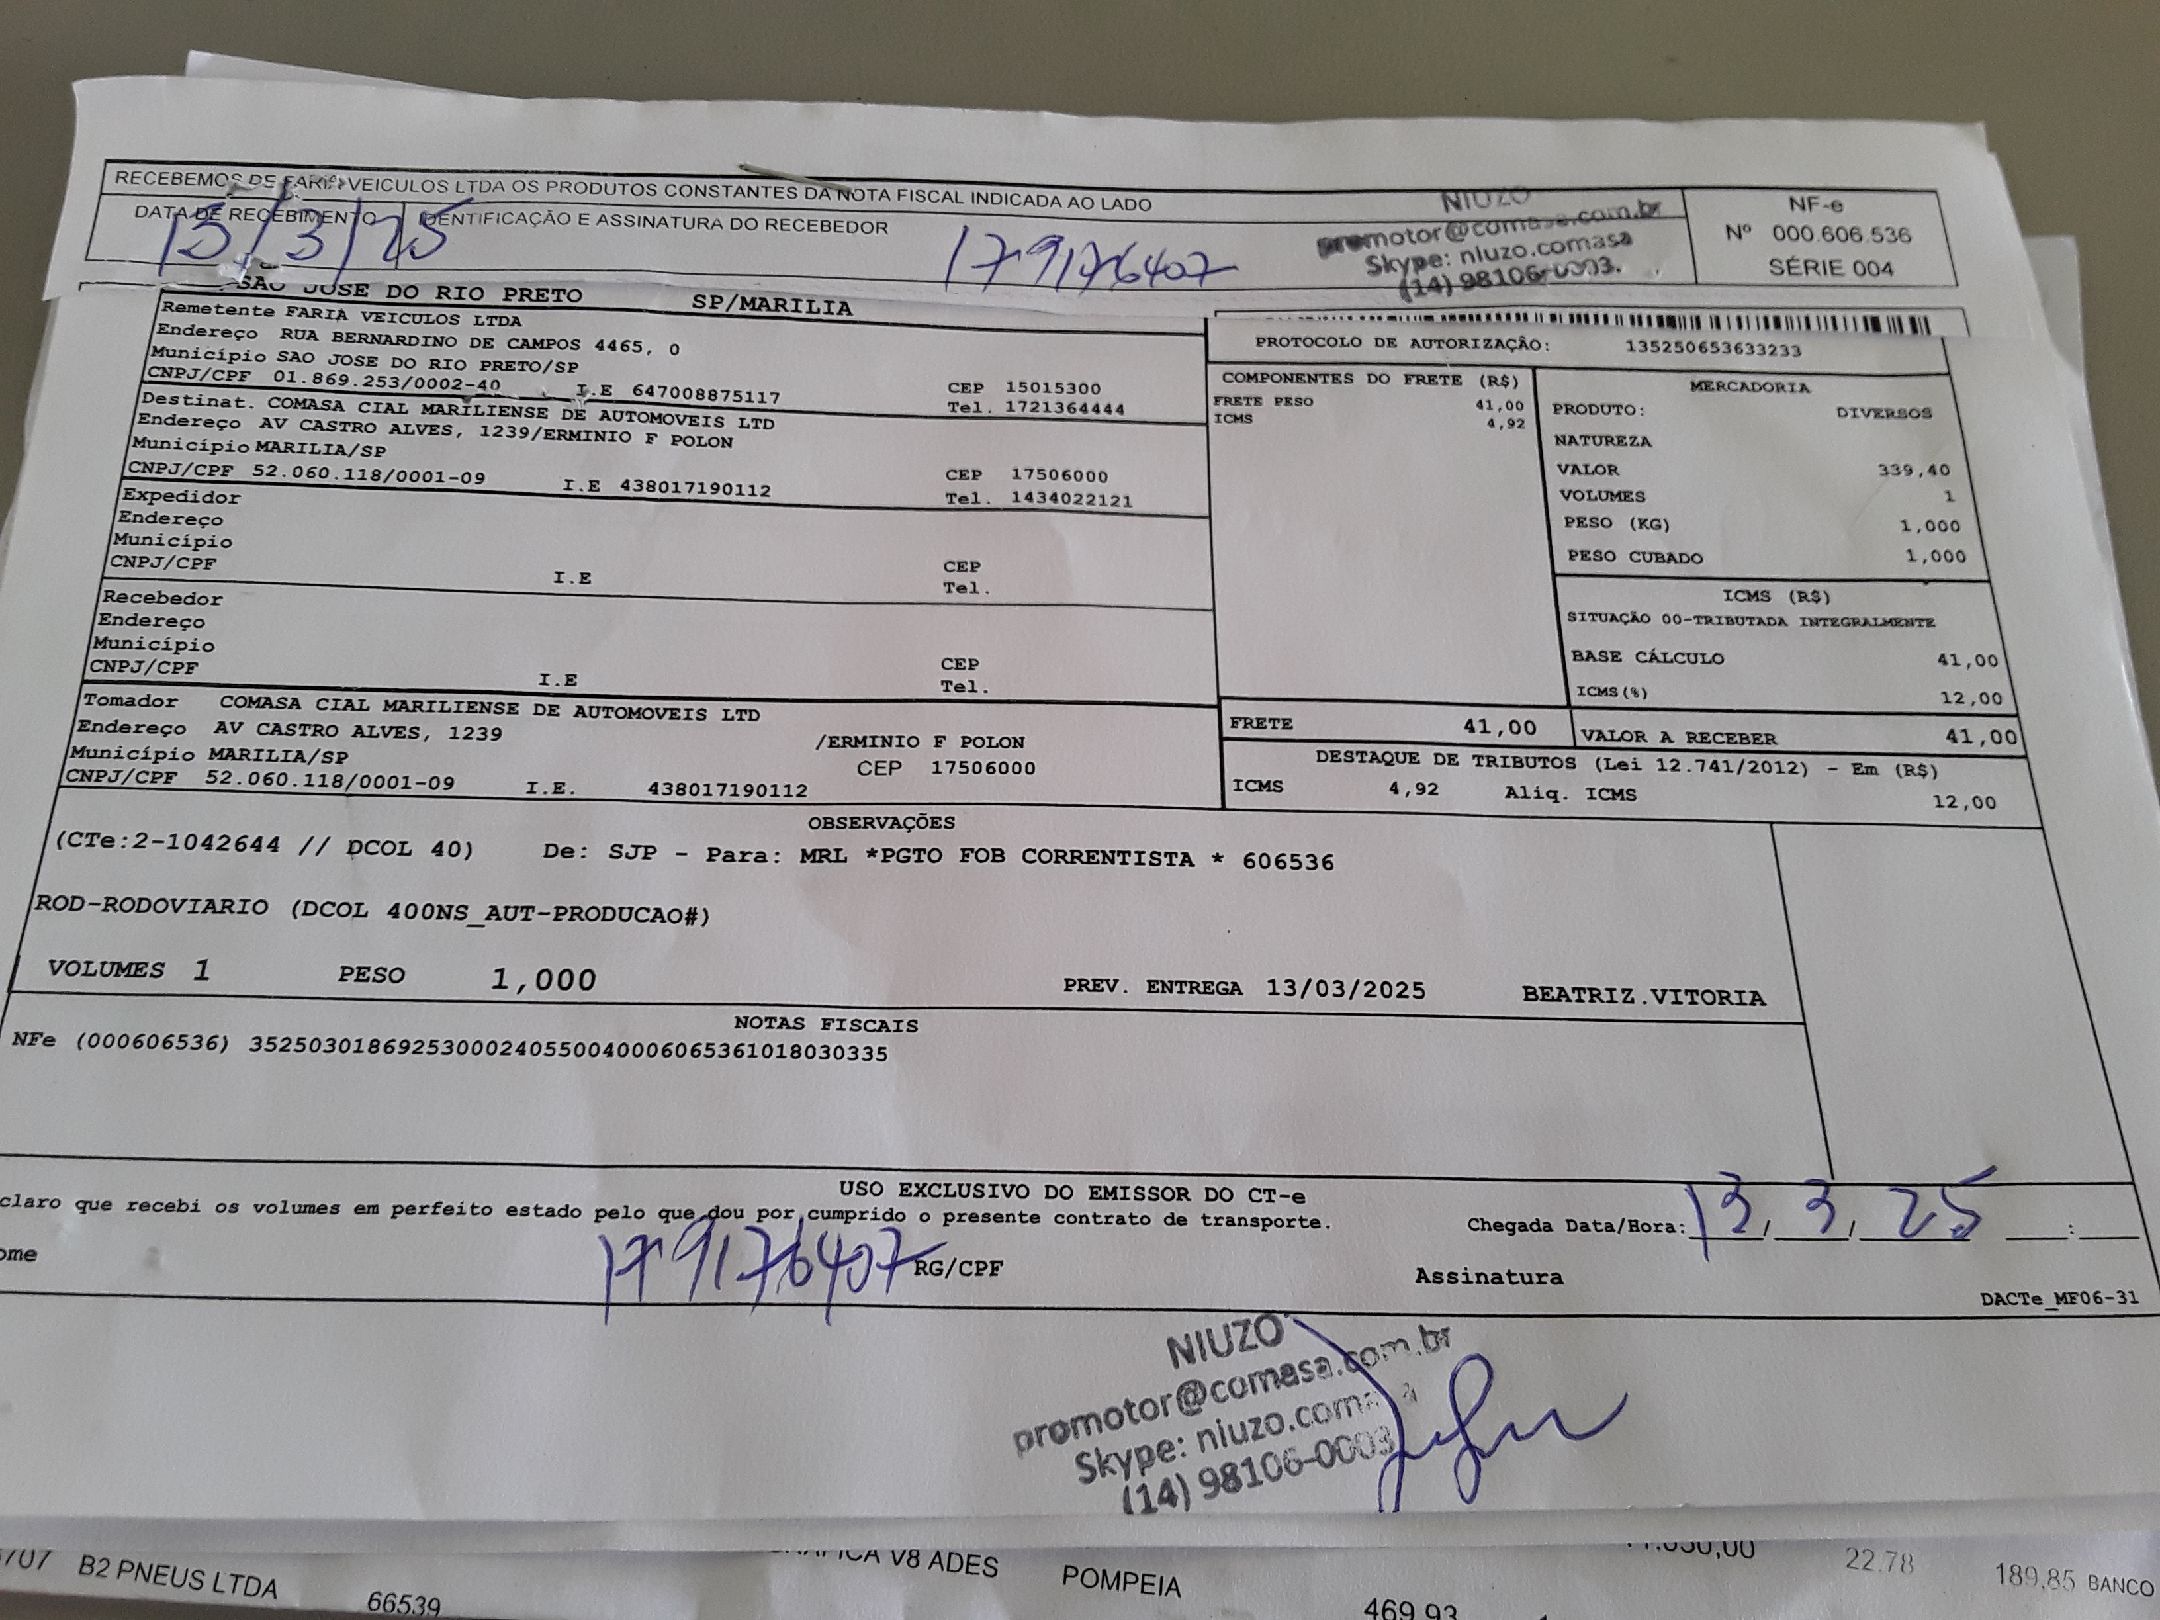 RECEBEMOS DE FARIA VEICULOS LTDA OS PRODUTOS CONSTANTES DA NOTA FISCAL INDICADA AO LADO
DATA DE RECEBIMENTO
IDENTIFICAÇÃO E ASSINATURA DO RECEBEDOR
13/3/25
179176407
NIUZO
promotor@comasa.com.br
Skype: niuzo.comasa
(14) 98106-0003
NF-e
Nº 000.606.536
SÉRIE 004
SAO JOSE DO RIO PRETO SP/MARILIA
Remetente FARIA VEICULOS LTDA
Endereço RUA BERNARDINO DE CAMPOS 4465, 0
Município SAO JOSE DO RIO PRETO/SP
CEP 15015300
CNPJ/CPF 01.869.253/0002-40 I.E 647008875117 Tel. 1721364444
Destinat. COMASA CIAL MARILIENSE DE AUTOMOVEIS LTD
Endereço AV CASTRO ALVES, 1239/ERMINIO F POLON
Município MARILIA/SP CEP 17506000
CNPJ/CPF 52.060.118/0001-09 I.E 438017190112 Tel. 1434022121
Expedidor
Endereço
Município CEP
CNPJ/CPF I.E Tel.
Recebedor
Endereço
Município CEP
CNPJ/CPF I.E Tel.
Tomador COMASA CIAL MARILIENSE DE AUTOMOVEIS LTD
Endereço AV CASTRO ALVES, 1239 /ERMINIO F POLON
Município MARILIA/SP CEP 17506000
CNPJ/CPF 52.060.118/0001-09 I.E. 438017190112
PROTOCOLO DE AUTORIZAÇÃO: 135250653633233
COMPONENTES DO FRETE (R$)
FRETE PESO 41,00
ICMS 4,92
MERCADORIA
PRODUTO: DIVERSOS
NATUREZA
VALOR 339,40
VOLUMES 1
PESO (KG) 1,000
PESO CUBADO 1,000
ICMS (R$)
SITUAÇÃO 00-TRIBUTADA INTEGRALMENTE
BASE CÁLCULO 41,00
ICMS(%) 12,00
FRETE 41,00 VALOR A RECEBER 41,00
DESTAQUE DE TRIBUTOS (Lei 12.741/2012) - Em (R$)
ICMS 4,92 Aliq. ICMS 12,00
OBSERVAÇÕES
(CTe:2-1042644 // DCOL 40) De: SJP - Para: MRL *PGTO FOB CORRENTISTA * 606536
ROD-RODOVIARIO (DCOL 400NS_AUT-PRODUCAO#)
VOLUMES 1 PESO 1,000 PREV. ENTREGA 13/03/2025 BEATRIZ.VITORIA
NOTAS FISCAIS
NFe (000606536) 35250301869253000240550040006065361018030335
USO EXCLUSIVO DO EMISSOR DO CT-e
claro que recebi os volumes em perfeito estado pelo que dou por cumprido o presente contrato de transporte.
Chegada Data/Hora: 13/3/25 __:__
ome 179176407 RG/CPF Assinatura
DACTe_MF06-31
NIUZO
promotor@comasa.com.br
Skype: niuzo.coma
(14) 98106-0003
707 B2 PNEUS LTDA 66539
V8 ADES POMPEIA 469,93
22.78 189,85 BANCO